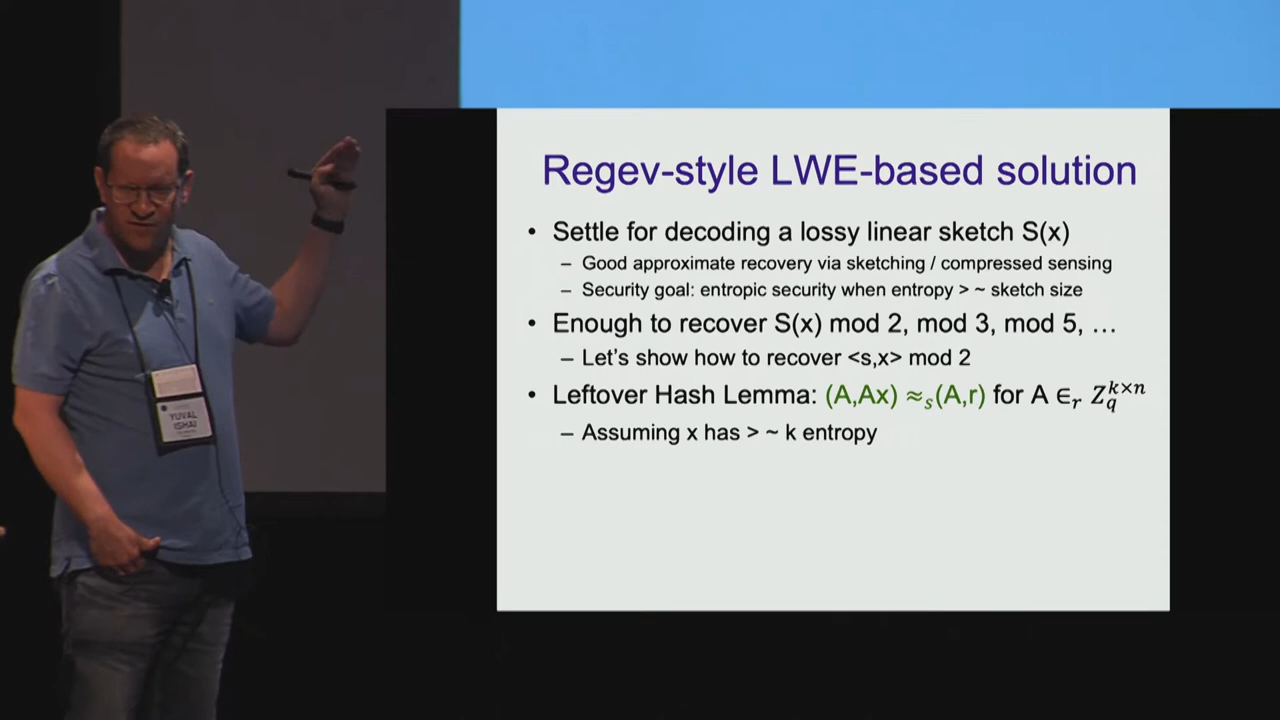 Regev-style LWE-based solution
• Settle for decoding a lossy linear sketch S(x)
– Good approximate recovery via sketching / compressed sensing
– Security goal: entropic security when entropy > ~ sketch size
• Enough to recover S(x) mod 2, mod 3, mod 5, …
– Let's show how to recover <s,x> mod 2
• Leftover Hash Lemma: (A,Ax) ≈ₛ(A,r) for A ∈ᵣ Z_q^{k×n}
– Assuming x has > ~ k entropy
YUVAL
ISHAI